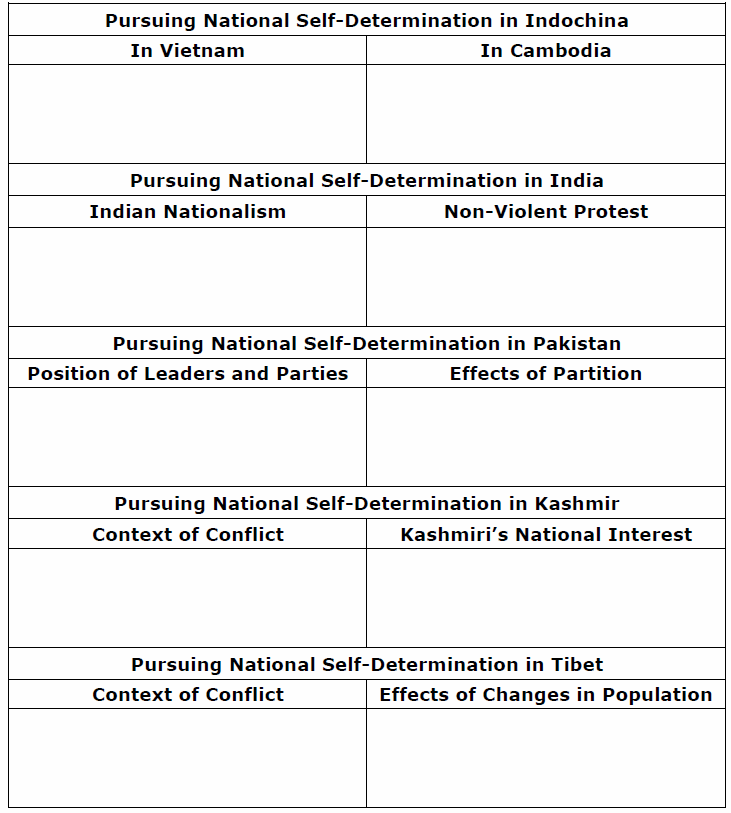 Pursuing National Self-Determination in Indochina
In Vietnam
In Cambodia
Pursuing National Self-Determination in India
Indian Nationalism
Non-Violent Protest
Pursuing National Self-Determination in Pakistan
Position of Leaders and Parties
Effects of Partition
Pursuing National Self-Determination in Kashmir
Context of Conflict
Kashmiri’s National Interest
Pursuing National Self-Determination in Tibet
Context of Conflict
Effects of Changes in Population